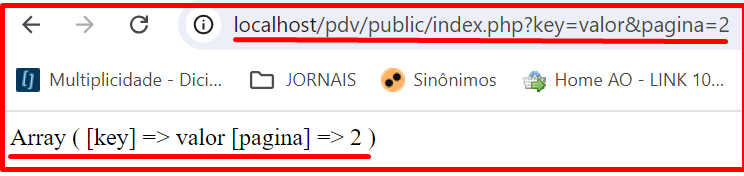 localhost/pdv/public/index.php?key=valor&pagina=2
Multiplicidade - Dici... JORNAIS Sinônimos Home AO - LINK 10...
Array ( [key] => valor [pagina] => 2 )